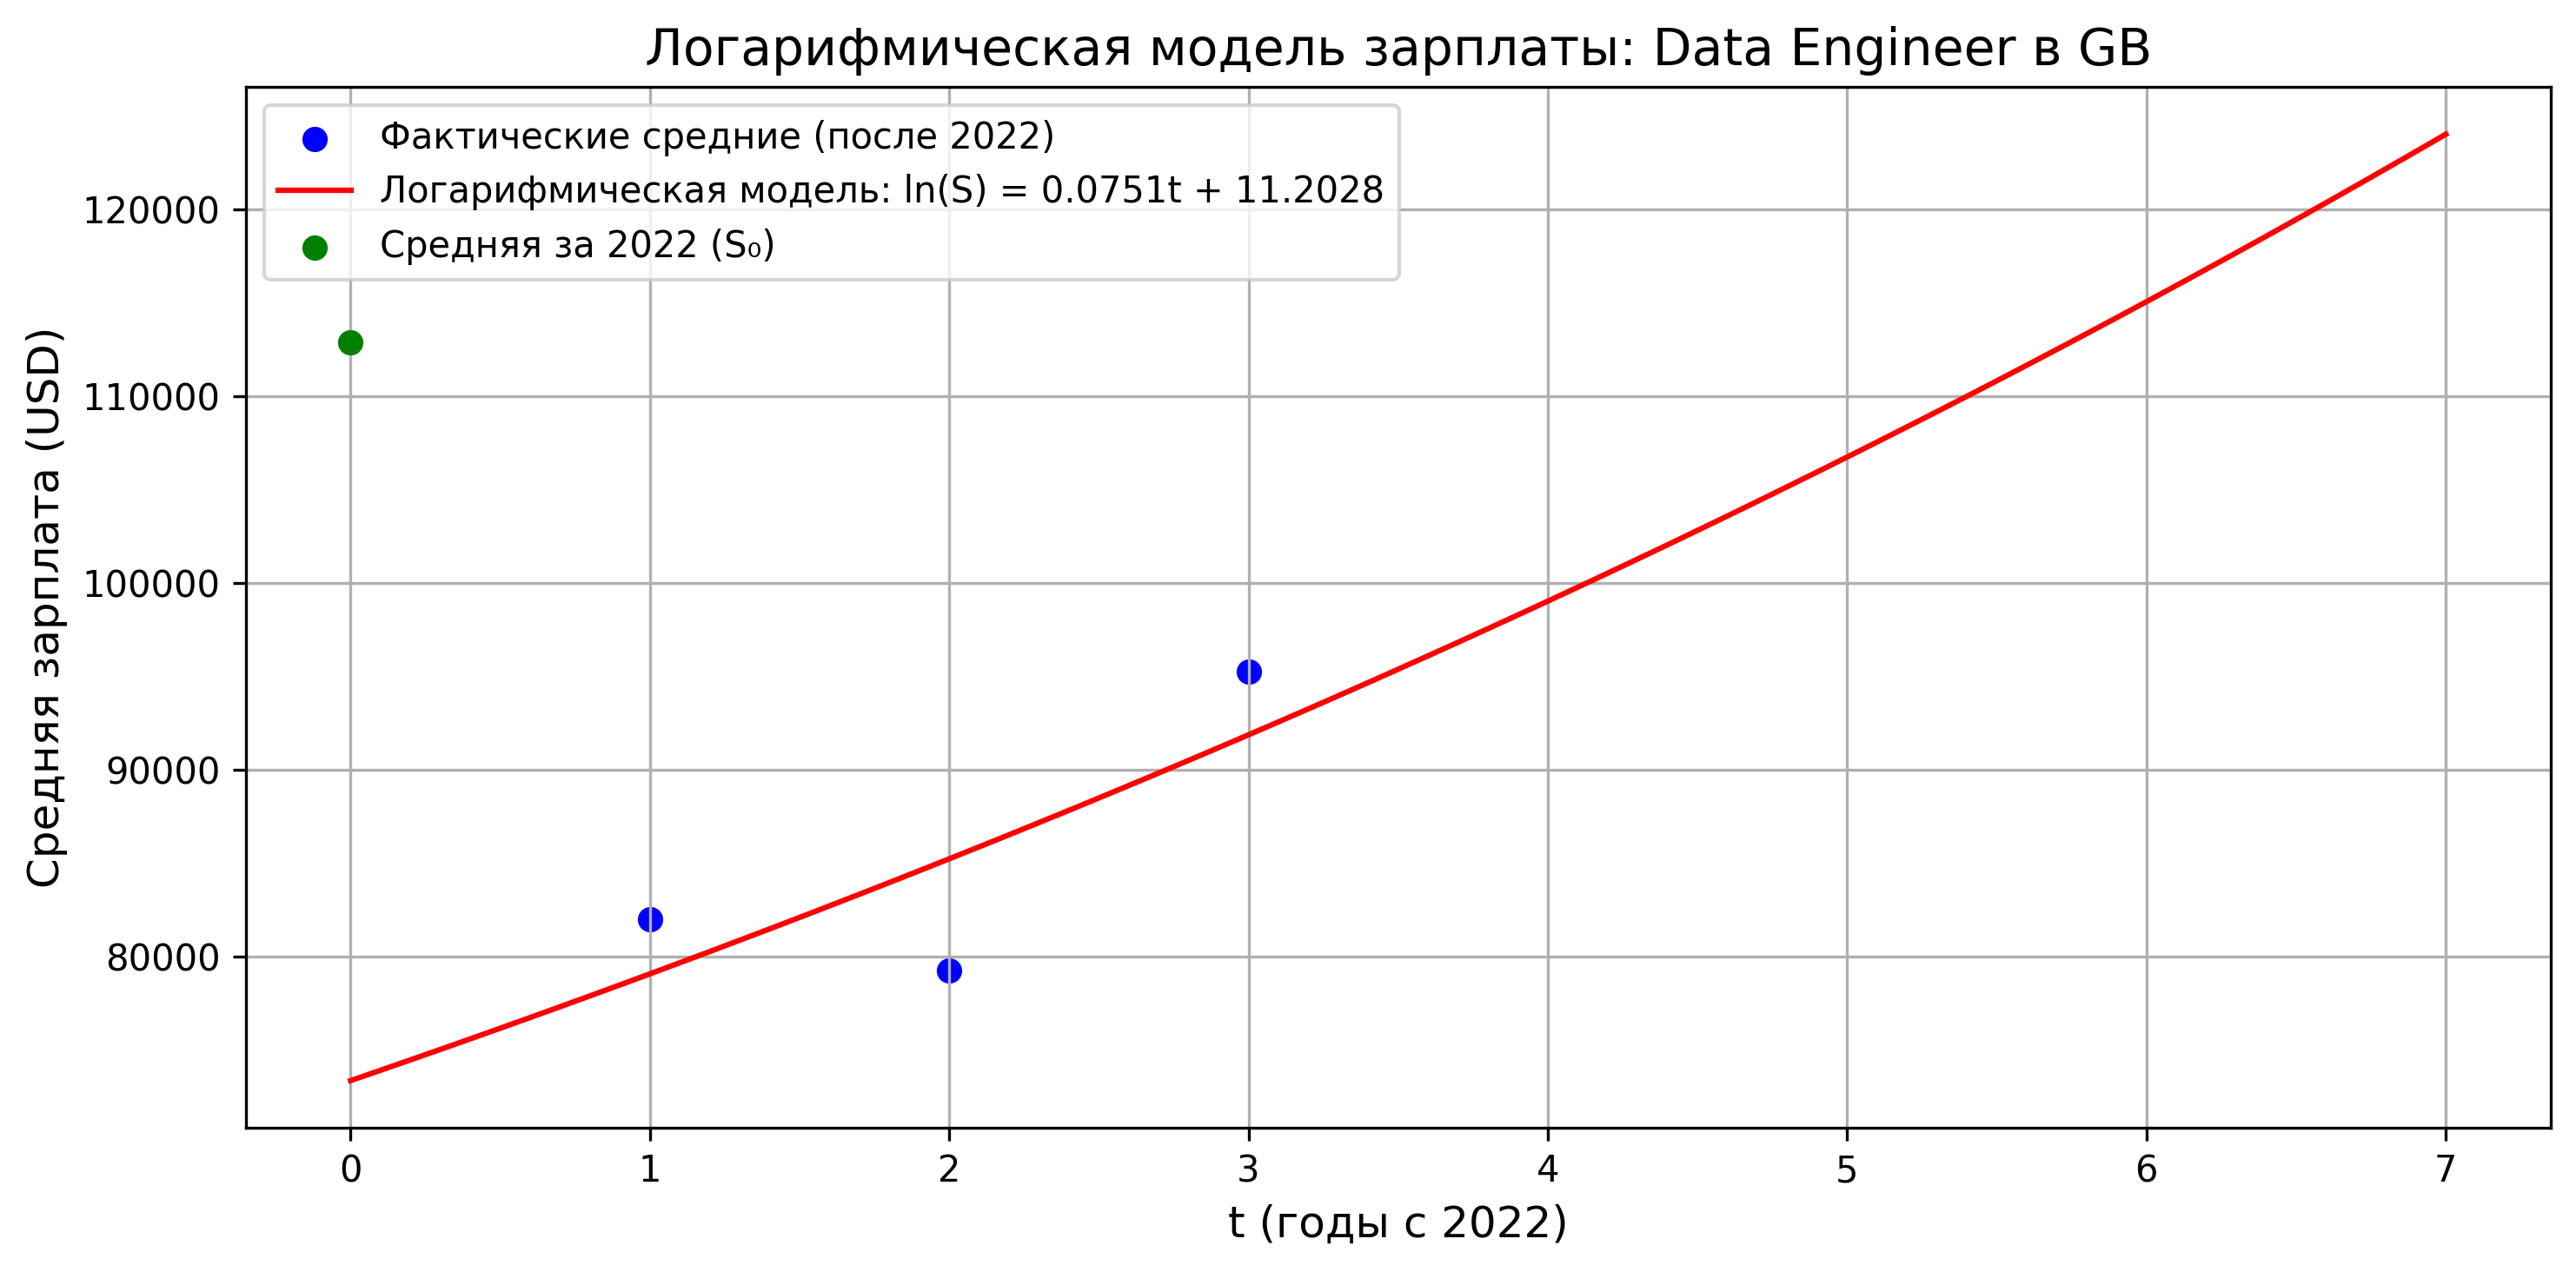 Логарифмическая модель зарплаты: Data Engineer в GB
Фактические средние (после 2022)
Логарифмическая модель: ln(S) = 0.0751t + 11.2028
Средняя за 2022 (S₀)
Средняя зарплата (USD)
120000
110000
100000
90000
80000
0 1 2 3 4 5 6 7
t (годы с 2022)